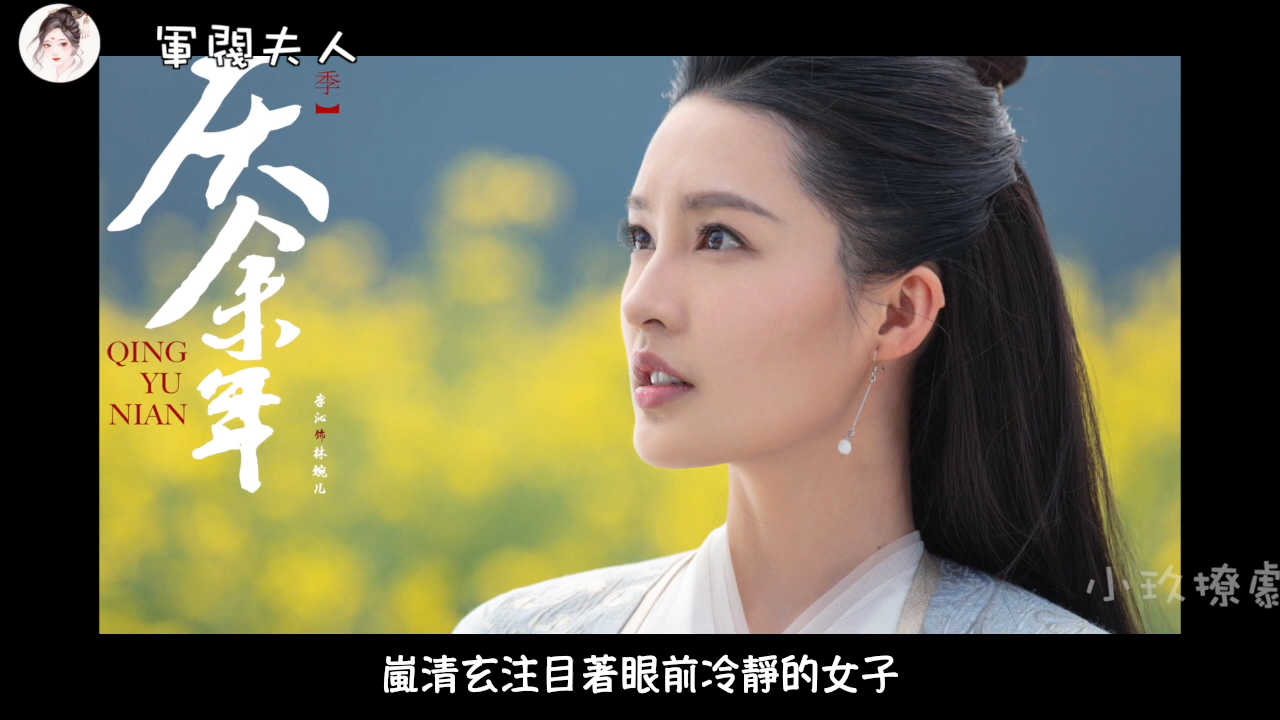 軍閥夫人
季】
庆余年
QING
YU
NIAN
李沁 饰 林婉儿
小玖撩劇
嵐清玄注目著眼前冷靜的女子